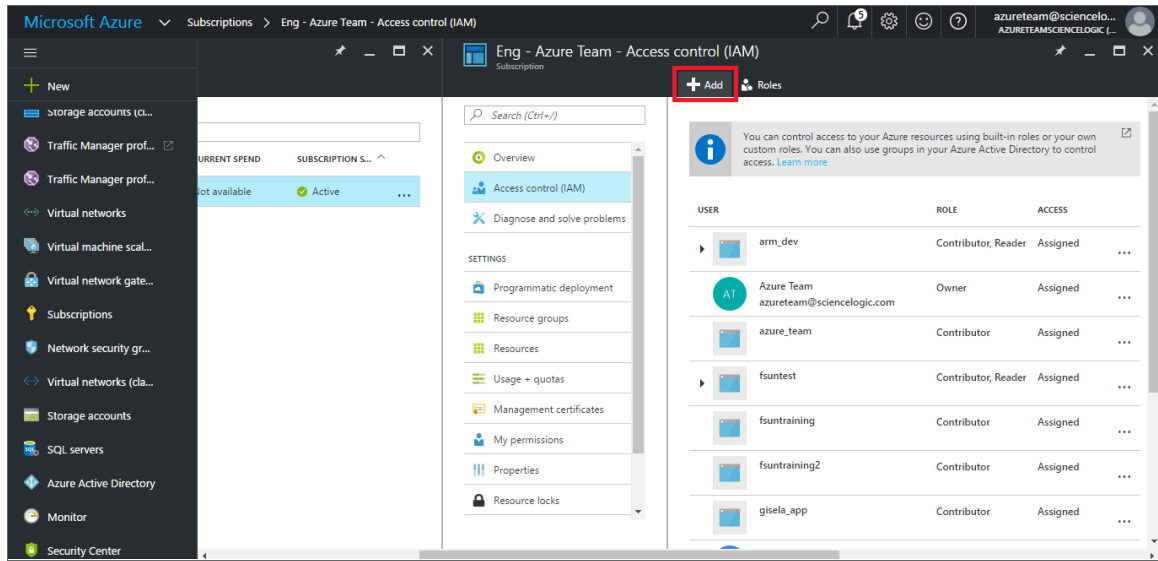 Microsoft Azure Subscriptions > Eng - Azure Team - Access control (IAM)
5
azureteam@sciencelo...
AZURETEAMSCIENCELOGIC (...
New
Storage accounts (cl...
Traffic Manager prof...
Traffic Manager prof...
Virtual networks
Virtual machine scal...
Virtual network gate...
Subscriptions
Network security gr...
Virtual networks (cla...
Storage accounts
SQL servers
Azure Active Directory
Monitor
Security Center
URRENT SPEND SUBSCRIPTION S...
Not available Active ...
Eng - Azure Team - Access control (IAM)
Subscription
Add Roles
Search (Ctrl+/)
Overview
Access control (IAM)
Diagnose and solve problems
SETTINGS
Programmatic deployment
Resource groups
Resources
Usage + quotas
Management certificates
My permissions
Properties
Resource locks
You can control access to your Azure resources using built-in roles or your own
custom roles. You can also use groups in your Azure Active Directory to control
access. Learn more
USER ROLE ACCESS
arm_dev Contributor, Reader Assigned ...
AT Azure Team Owner Assigned ...
azureteam@sciencelogic.com
azure_team Contributor Assigned ...
fsuntest Contributor, Reader Assigned ...
fsuntraining Contributor Assigned ...
fsuntraining2 Contributor Assigned ...
gisela_app Contributor Assigned ...